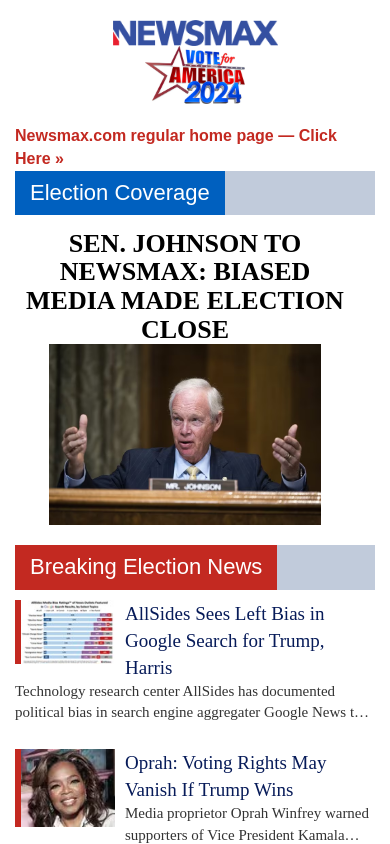 NEWSMAX
VOTE for
AMERICA
2024
Newsmax.com regular home page — Click
Here »
Election Coverage
SEN. JOHNSON TO
NEWSMAX: BIASED
MEDIA MADE ELECTION
CLOSE
MR. JOHNSON
Breaking Election News
AllSides Sees Left Bias in
Google Search for Trump,
Harris
Technology research center AllSides has documented
political bias in search engine aggregater Google News t…
Oprah: Voting Rights May
Vanish If Trump Wins
Media proprietor Oprah Winfrey warned
supporters of Vice President Kamala…